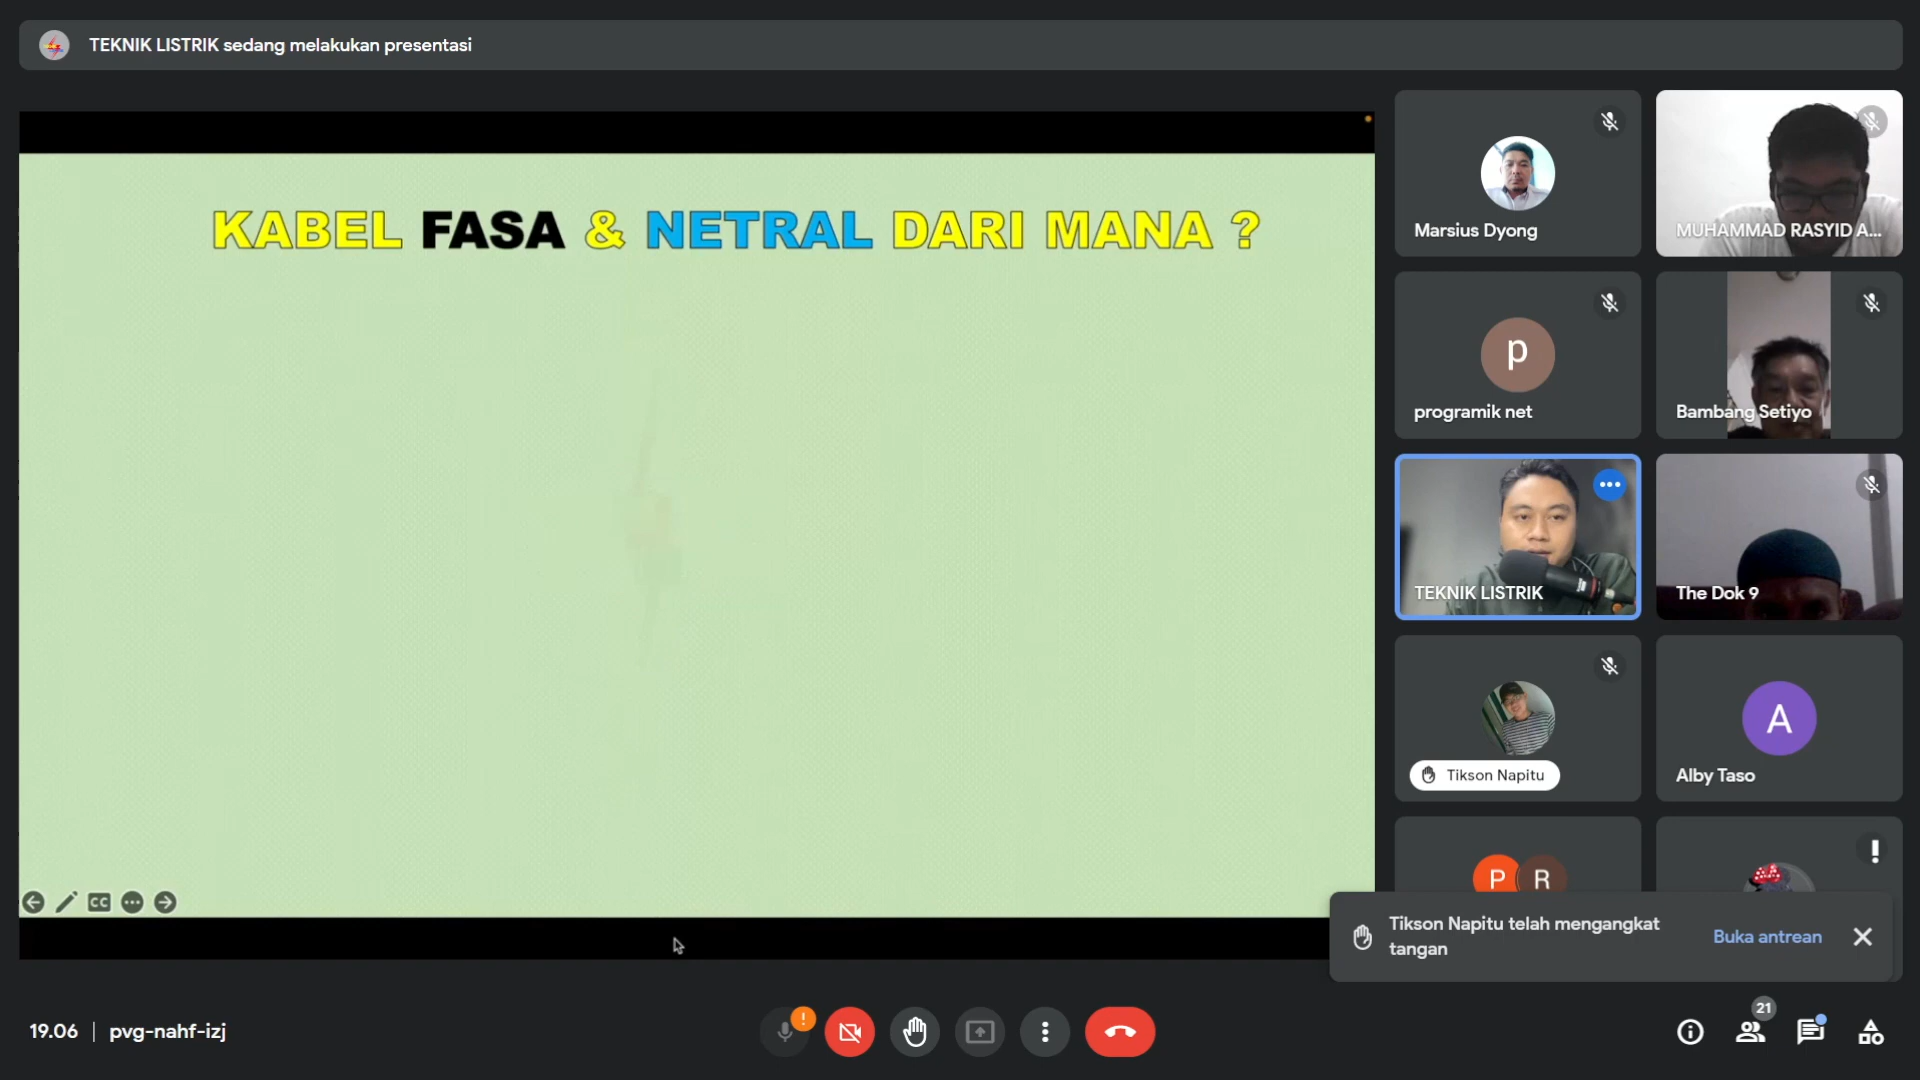 TEKNIK LISTRIK sedang melakukan presentasi
KABEL FASA & NETRAL DARI MANA ?
Marsius Dyong
MUHAMMAD RASYID A...
p
programik net
Bambang Setiyo
TEKNIK LISTRIK
The Dok 9
Tikson Napitu
A
Alby Taso
P
R
CC
Tikson Napitu telah mengangkat
tangan
Buka antrean
19.06 | pvg-nahf-izj
21